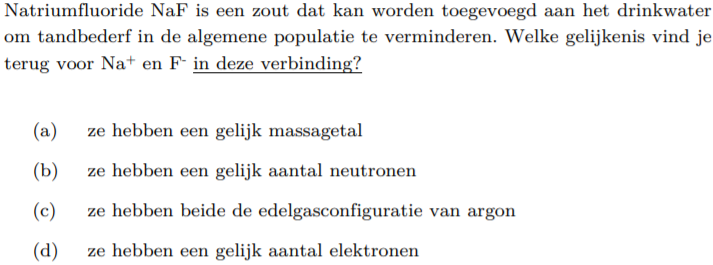 Natriumfluoride NaF is een zout dat kan worden toegevoegd aan het drinkwater
om tandbederf in de algemene populatie te verminderen. Welke gelijkenis vind je
terug voor Na⁺ en F⁻ in deze verbinding?
(a) ze hebben een gelijk massagetal
(b) ze hebben een gelijk aantal neutronen
(c) ze hebben beide de edelgasconfiguratie van argon
(d) ze hebben een gelijk aantal elektronen